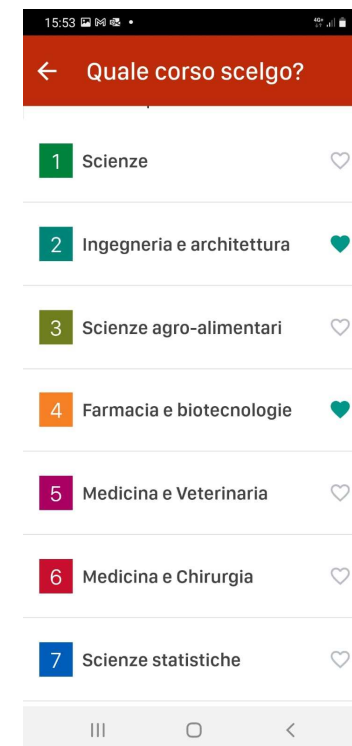 15:53
4G+
Quale corso scelgo?
1 Scienze
2 Ingegneria e architettura
3 Scienze agro-alimentari
4 Farmacia e biotecnologie
5 Medicina e Veterinaria
6 Medicina e Chirurgia
7 Scienze statistiche